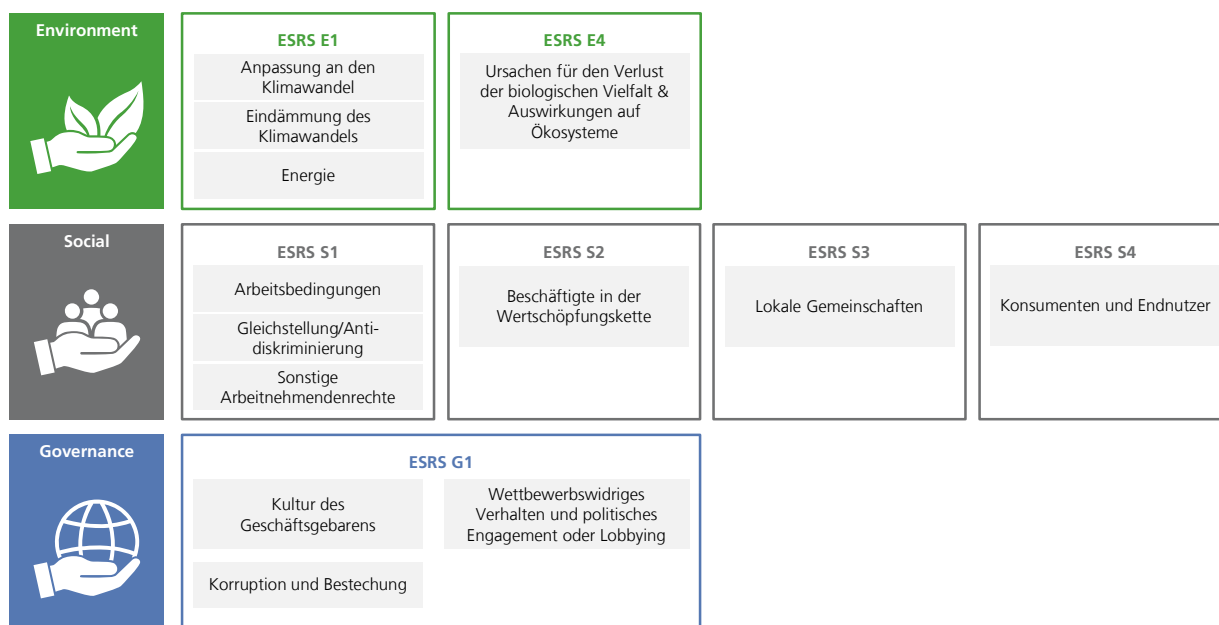 Environment
ESRS E1
Anpassung an den
Klimawandel
Eindämmung des
Klimawandels
Energie
ESRS E4
Ursachen für den Verlust
der biologischen Vielfalt &
Auswirkungen auf
Ökosysteme
Social
ESRS S1
Arbeitsbedingungen
Gleichstellung/Anti-
diskriminierung
Sonstige
Arbeitnehmendenrechte
ESRS S2
Beschäftigte in der
Wertschöpfungskette
ESRS S3
Lokale Gemeinschaften
ESRS S4
Konsumenten und Endnutzer
Governance
ESRS G1
Kultur des
Geschäftsgebarens
Wettbewerbswidriges
Verhalten und politisches
Engagement oder Lobbying
Korruption und Bestechung